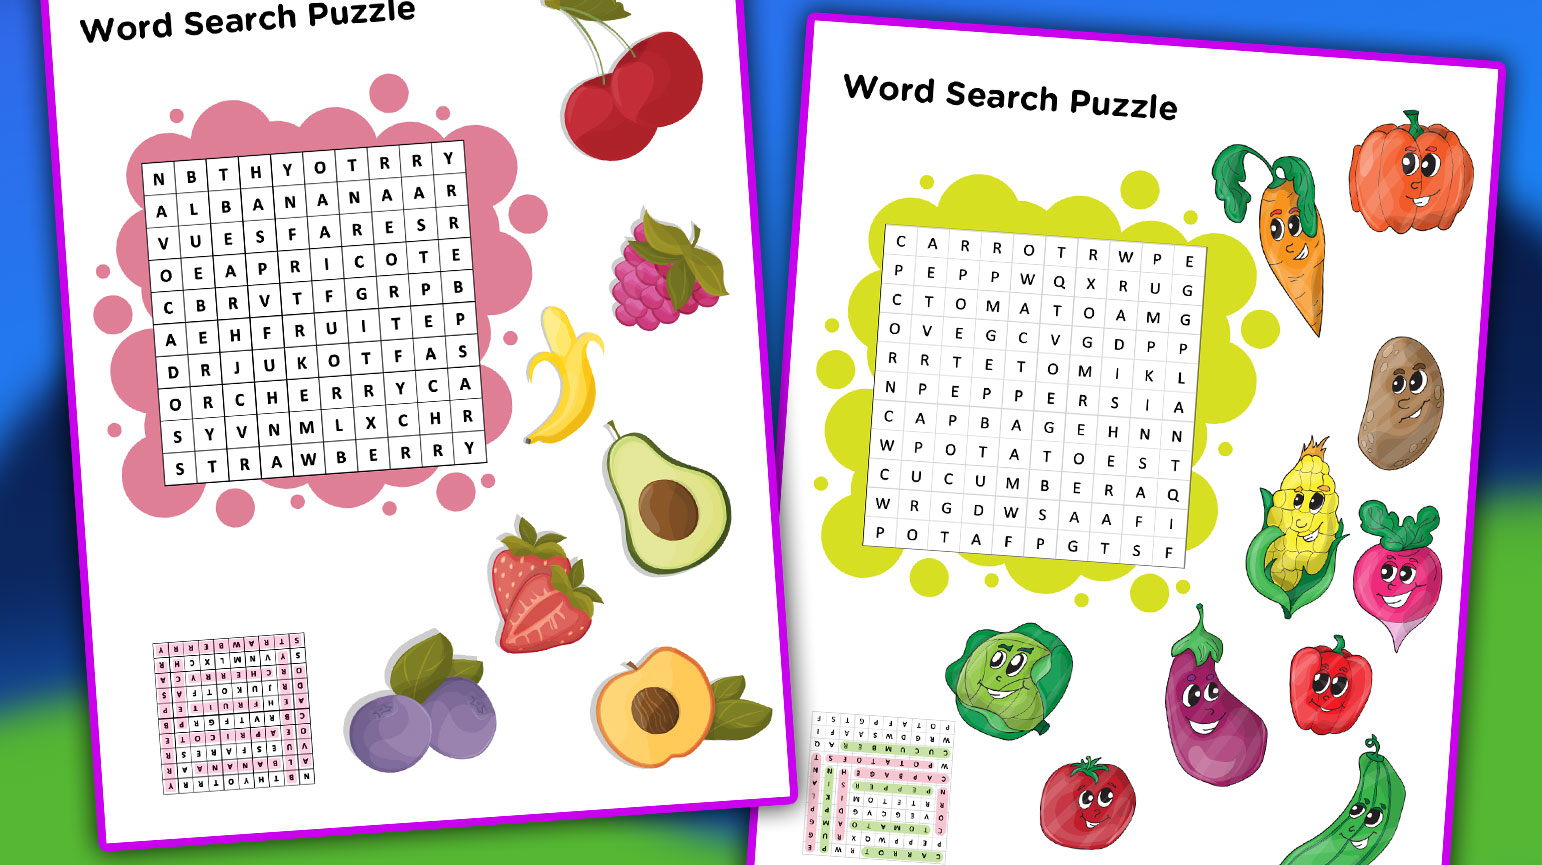 Word Search Puzzle
N B T H Y O T R R Y
A L B A N A N A A R
V U E S F A R E S R
O E A P R I C O T E
C B R V T F G R P B
A E H F R U I T E P
D R J U K O T F A S
O R C H E R R Y C A
S Y V N M L X C H R
S T R A W B E R R Y
Word Search Puzzle
C A R R O T R W P E
P E P P W Q X R U G
C T O M A T O A M G
O V E G C V G D P P
R R T E T O M I K L
N P E P P E R S I A
C A P B A G E H N N
W P O T A T O E S T
C U C U M B E R A Q
W R G D W S A A F I
P O T A F P G T S F